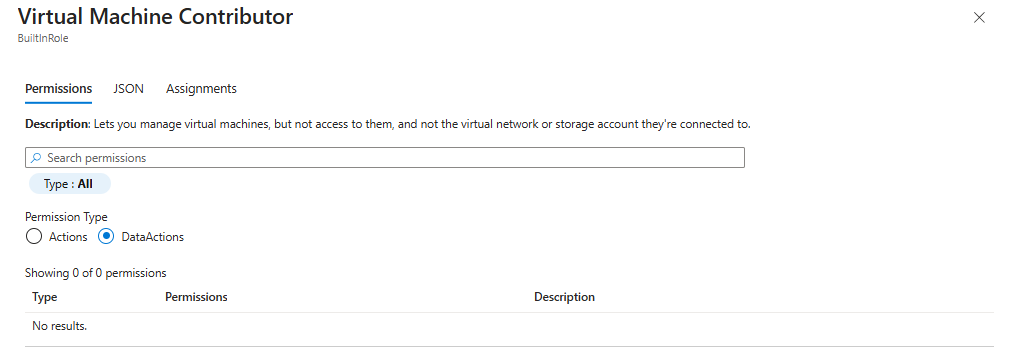 Virtual Machine Contributor
BuiltInRole
Permissions JSON Assignments
Description: Lets you manage virtual machines, but not access to them, and not the virtual network or storage account they're connected to.
Search permissions
Type : All
Permission Type
Actions DataActions
Showing 0 of 0 permissions
Type Permissions Description
No results.